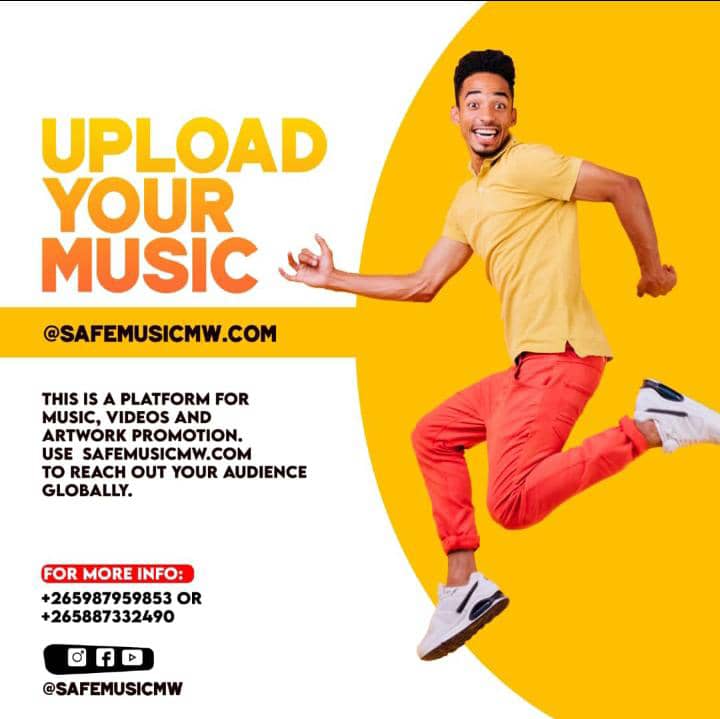 UPLOAD
YOUR
MUSIC
@SAFEMUSICMW.COM
THIS IS A PLATFORM FOR
MUSIC, VIDEOS AND
ARTWORK PROMOTION.
USE SAFEMUSICMW.COM
TO REACH OUT YOUR AUDIENCE
GLOBALLY.
FOR MORE INFO:
+265987959853 OR
+265887332490
@SAFEMUSICMW